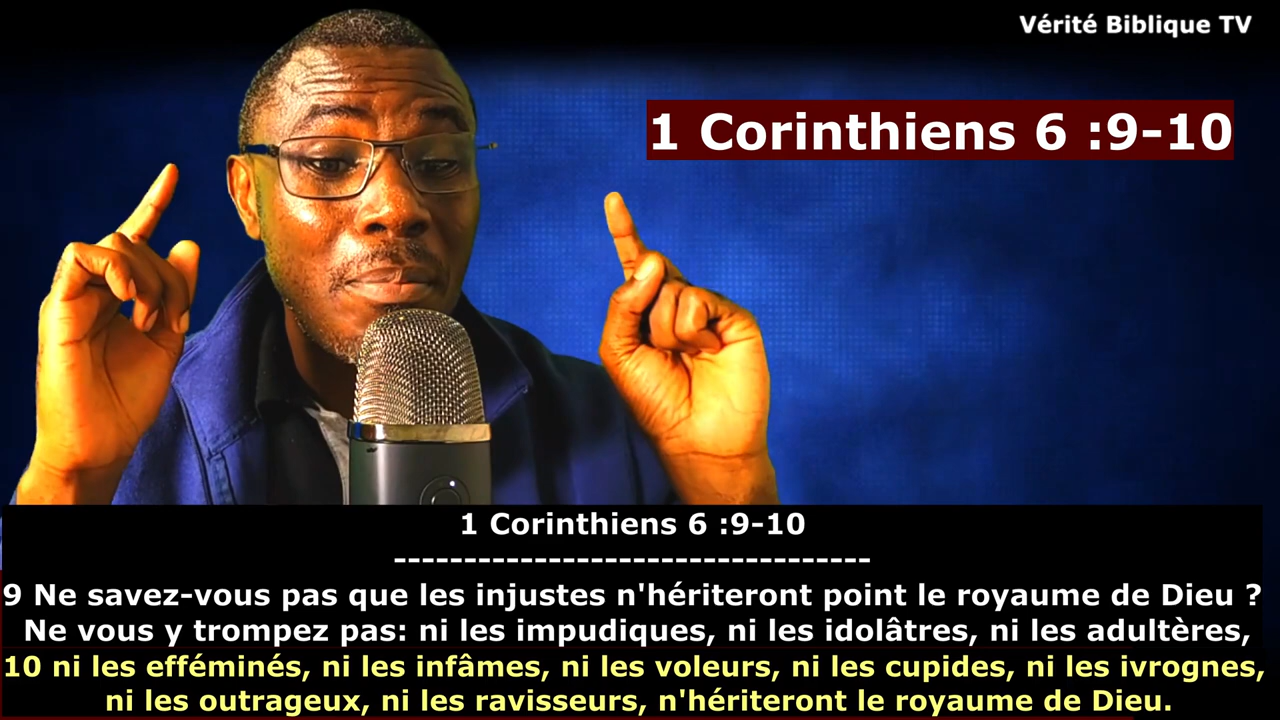 Vérité Biblique TV
1 Corinthiens 6 :9-10
1 Corinthiens 6 :9-10
----------------------------------
9 Ne savez-vous pas que les injustes n'hériteront point le royaume de Dieu ?
Ne vous y trompez pas: ni les impudiques, ni les idolâtres, ni les adultères,
10 ni les efféminés, ni les infâmes, ni les voleurs, ni les cupides, ni les ivrognes,
ni les outrageux, ni les ravisseurs, n'hériteront le royaume de Dieu.